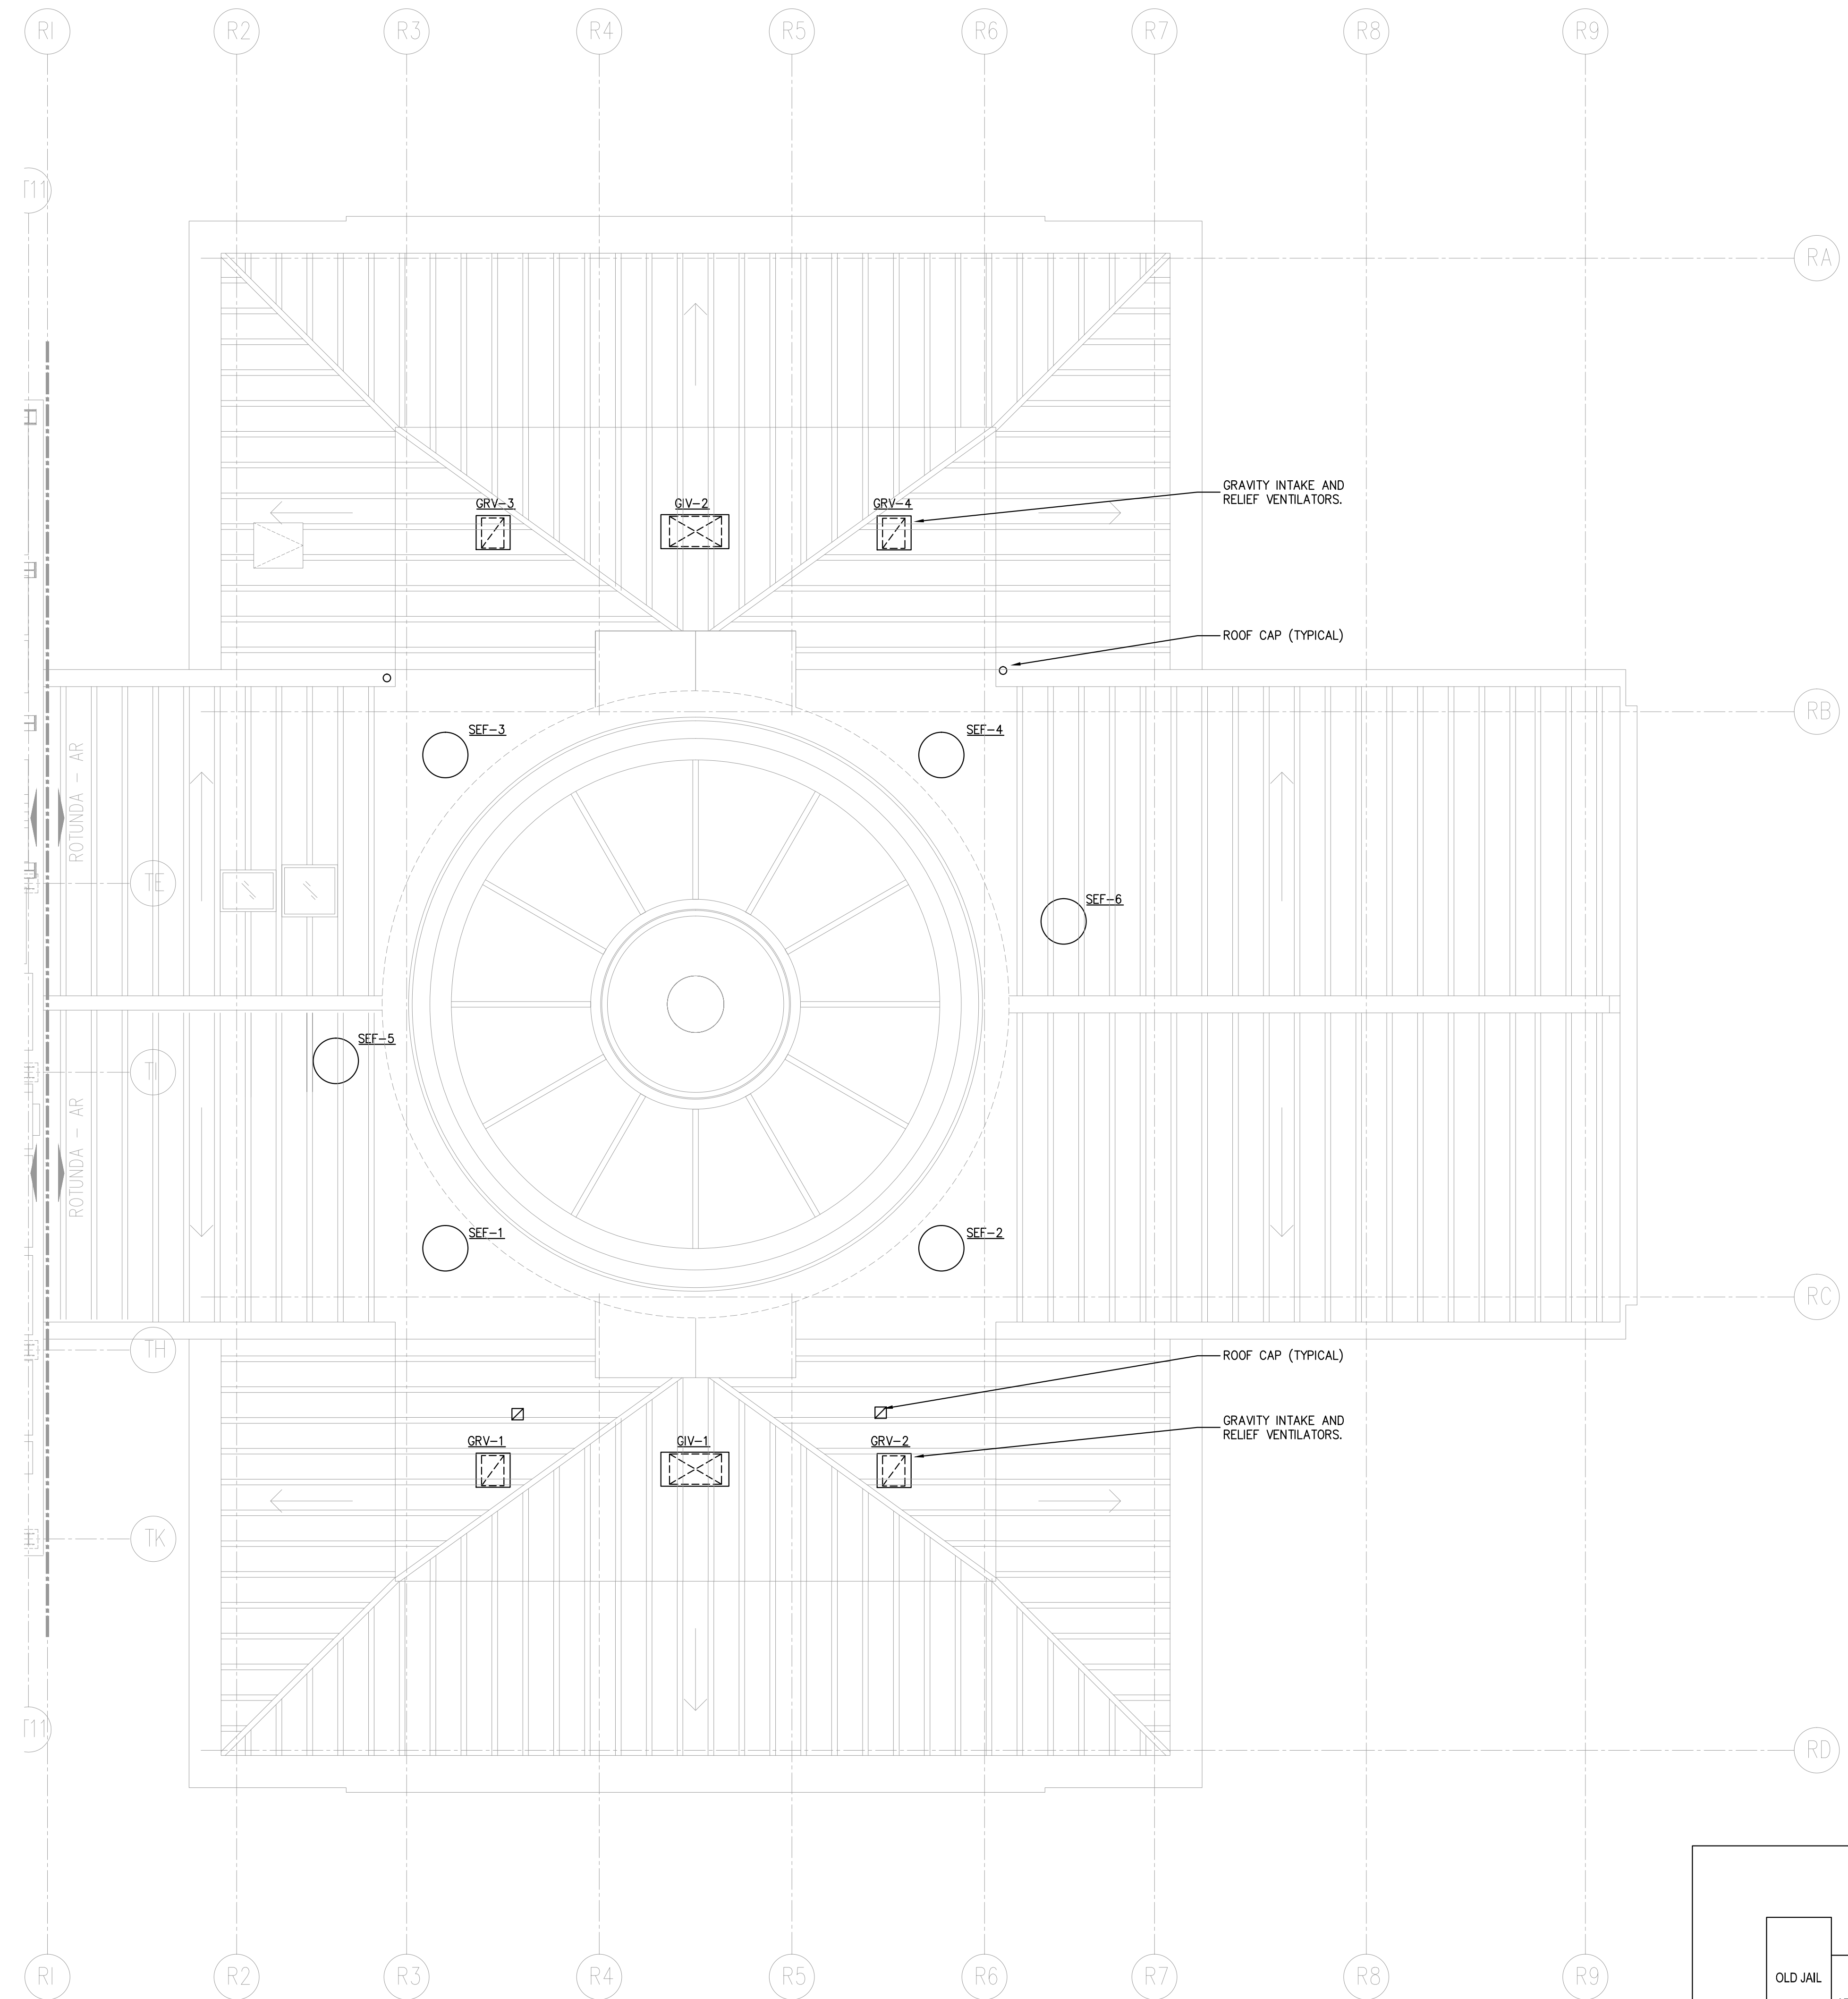 R1 R2 R3 R4 R5 R6 R7 R8 R9
T11
RA
GRAVITY INTAKE AND
RELIEF VENTILATORS.
GRV-3 GIV-2 GRV-4
ROOF CAP (TYPICAL)
RB
SEF-3 SEF-4
ROTUNDA - AR
TE
SEF-6
SEF-5
TI
ROTUNDA - AR
SEF-1 SEF-2
RC
TH
ROOF CAP (TYPICAL)
GRAVITY INTAKE AND
RELIEF VENTILATORS.
GRV-1 GIV-1 GRV-2
TK
T11
RD
R1 R2 R3 R4 R5 R6 R7 R8 R9
OLD JAIL